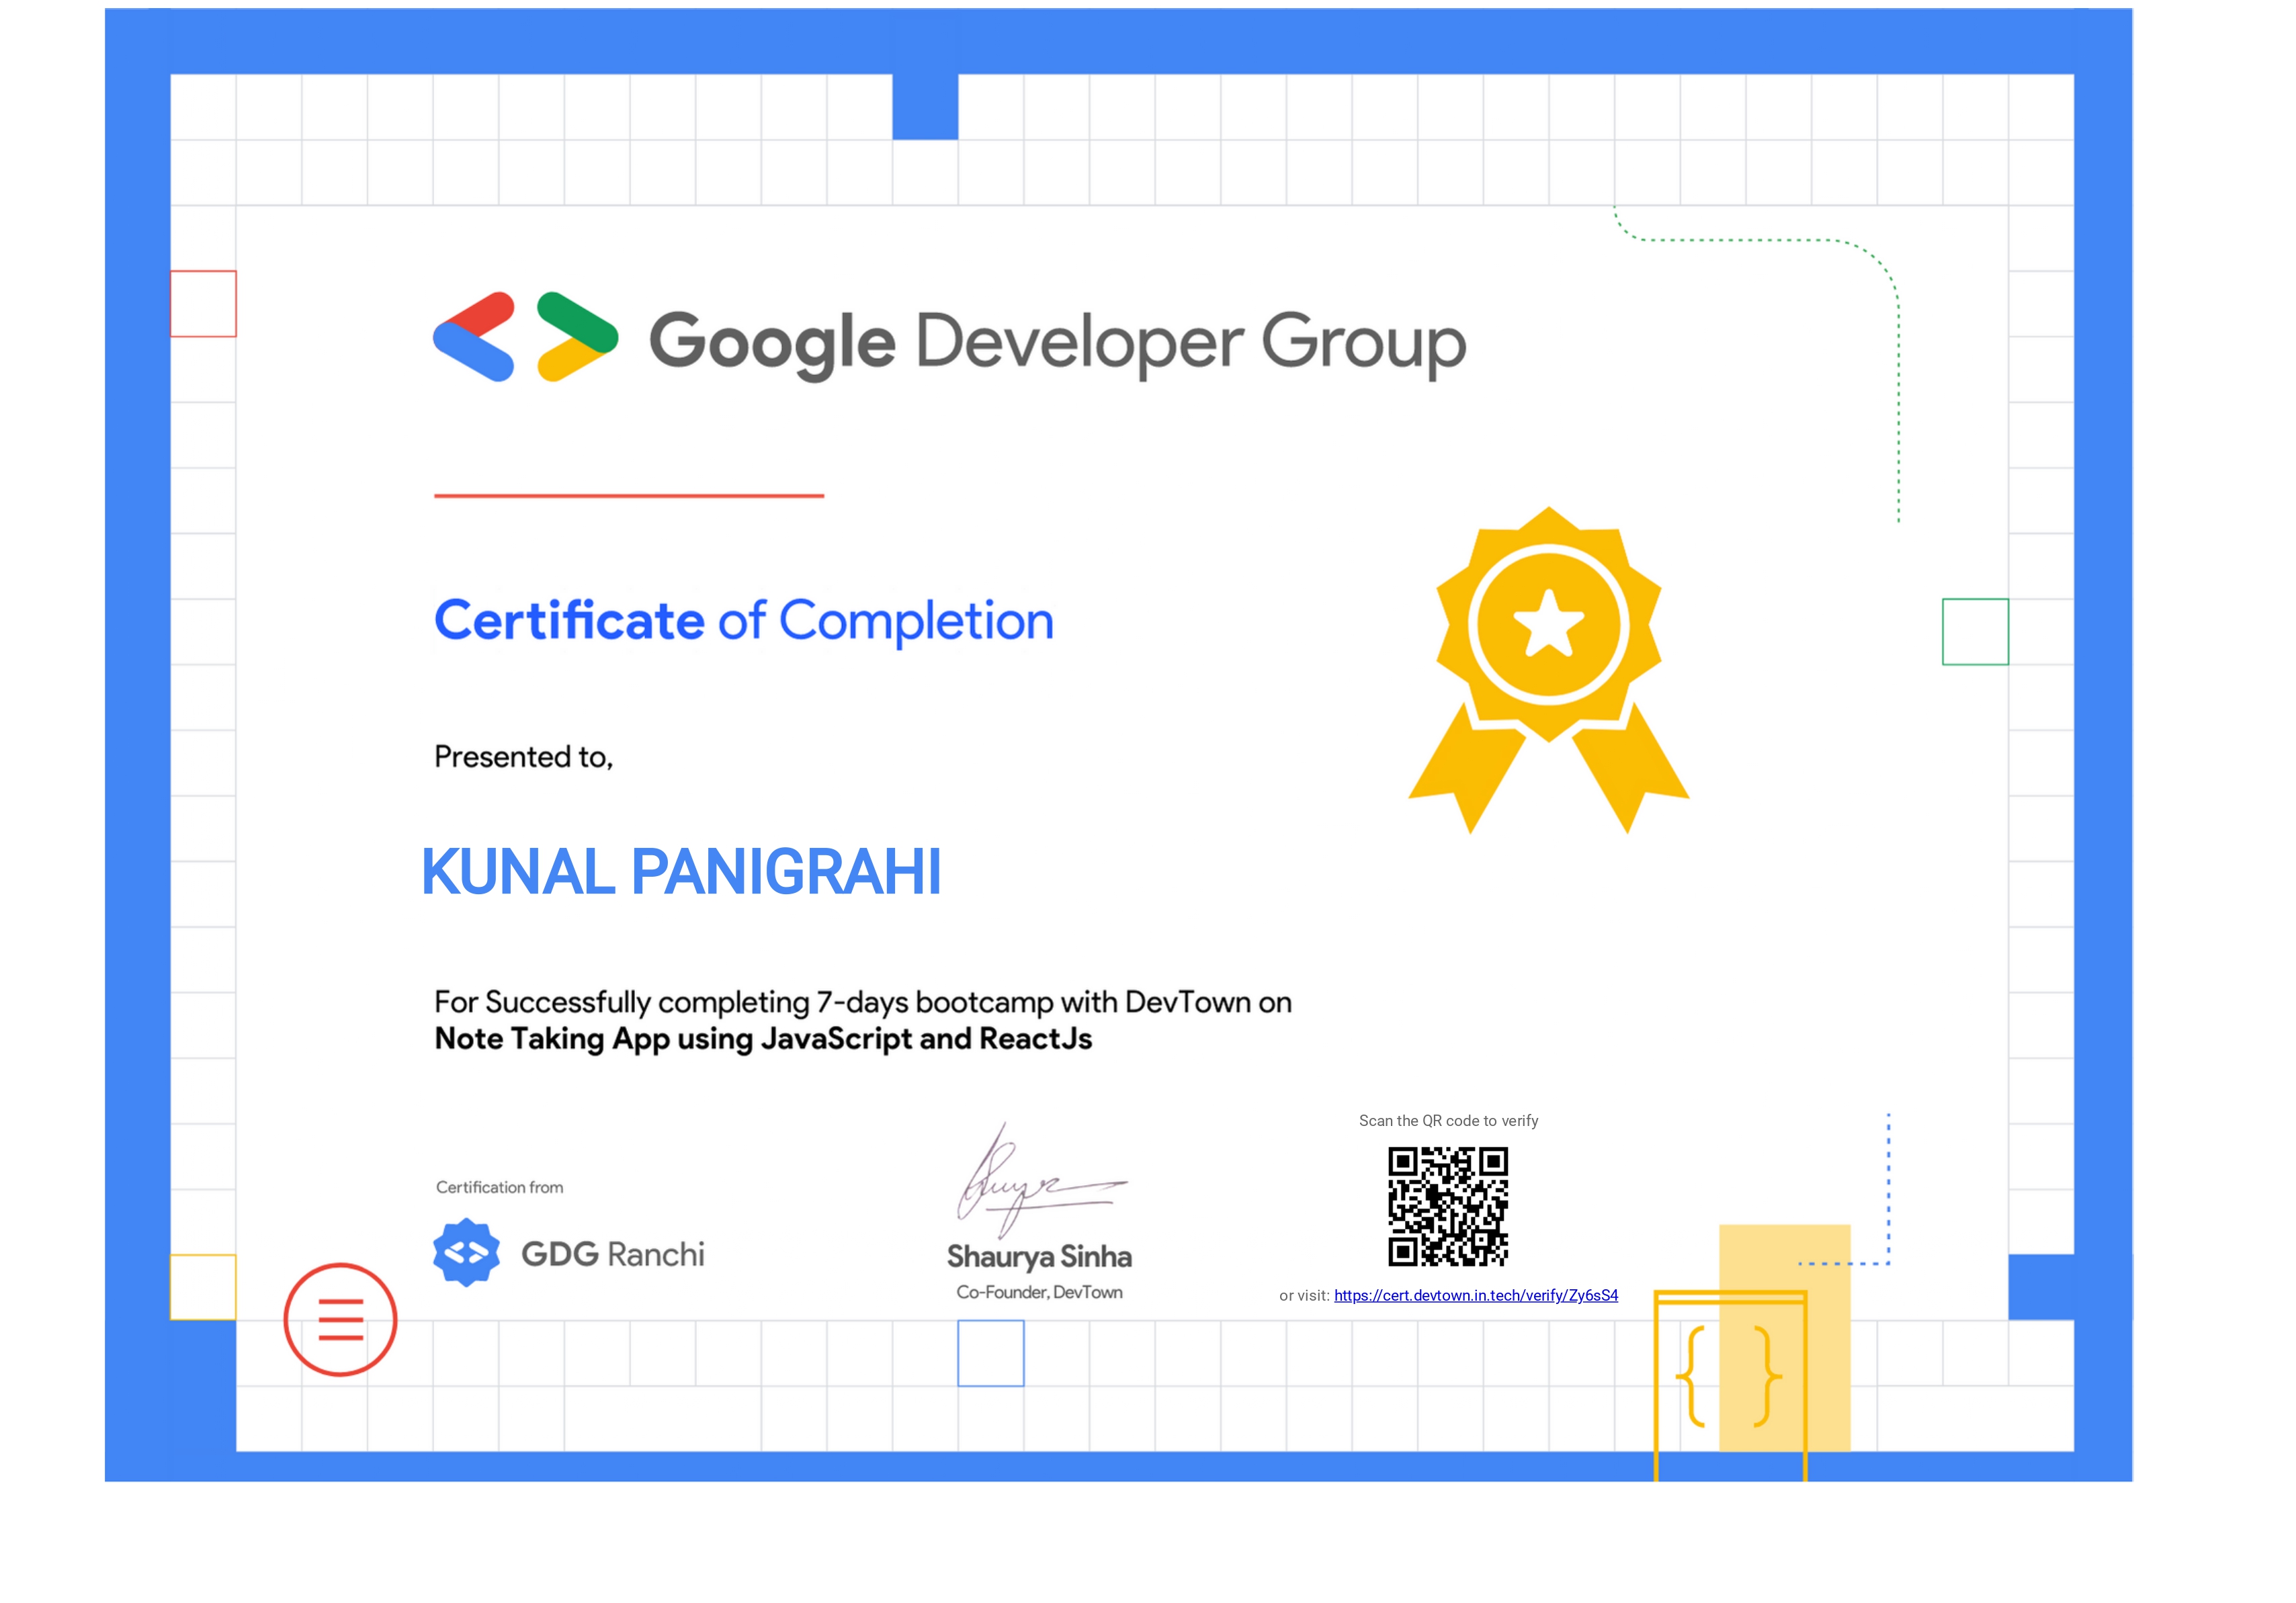 Google Developer Group
Certificate of Completion
Presented to,
KUNAL PANIGRAHI
For Successfully completing 7-days bootcamp with DevTown on
Note Taking App using JavaScript and ReactJs
Certification from
GDG Ranchi
Shaurya Sinha
Co-Founder, DevTown
Scan the QR code to verify
or visit: https://cert.devtown.in.tech/verify/Zy6sS4
{ }